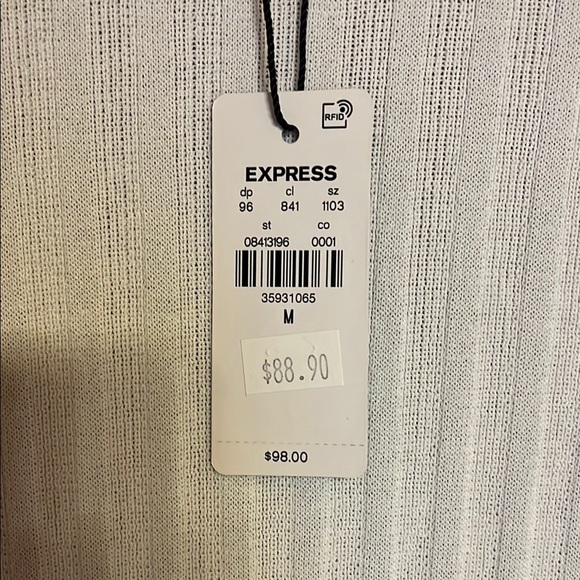 RFID
EXPRESS
dp cl sz
96 841 1103
st co
08413196 0001
35931065
M
$88.90
$98.00